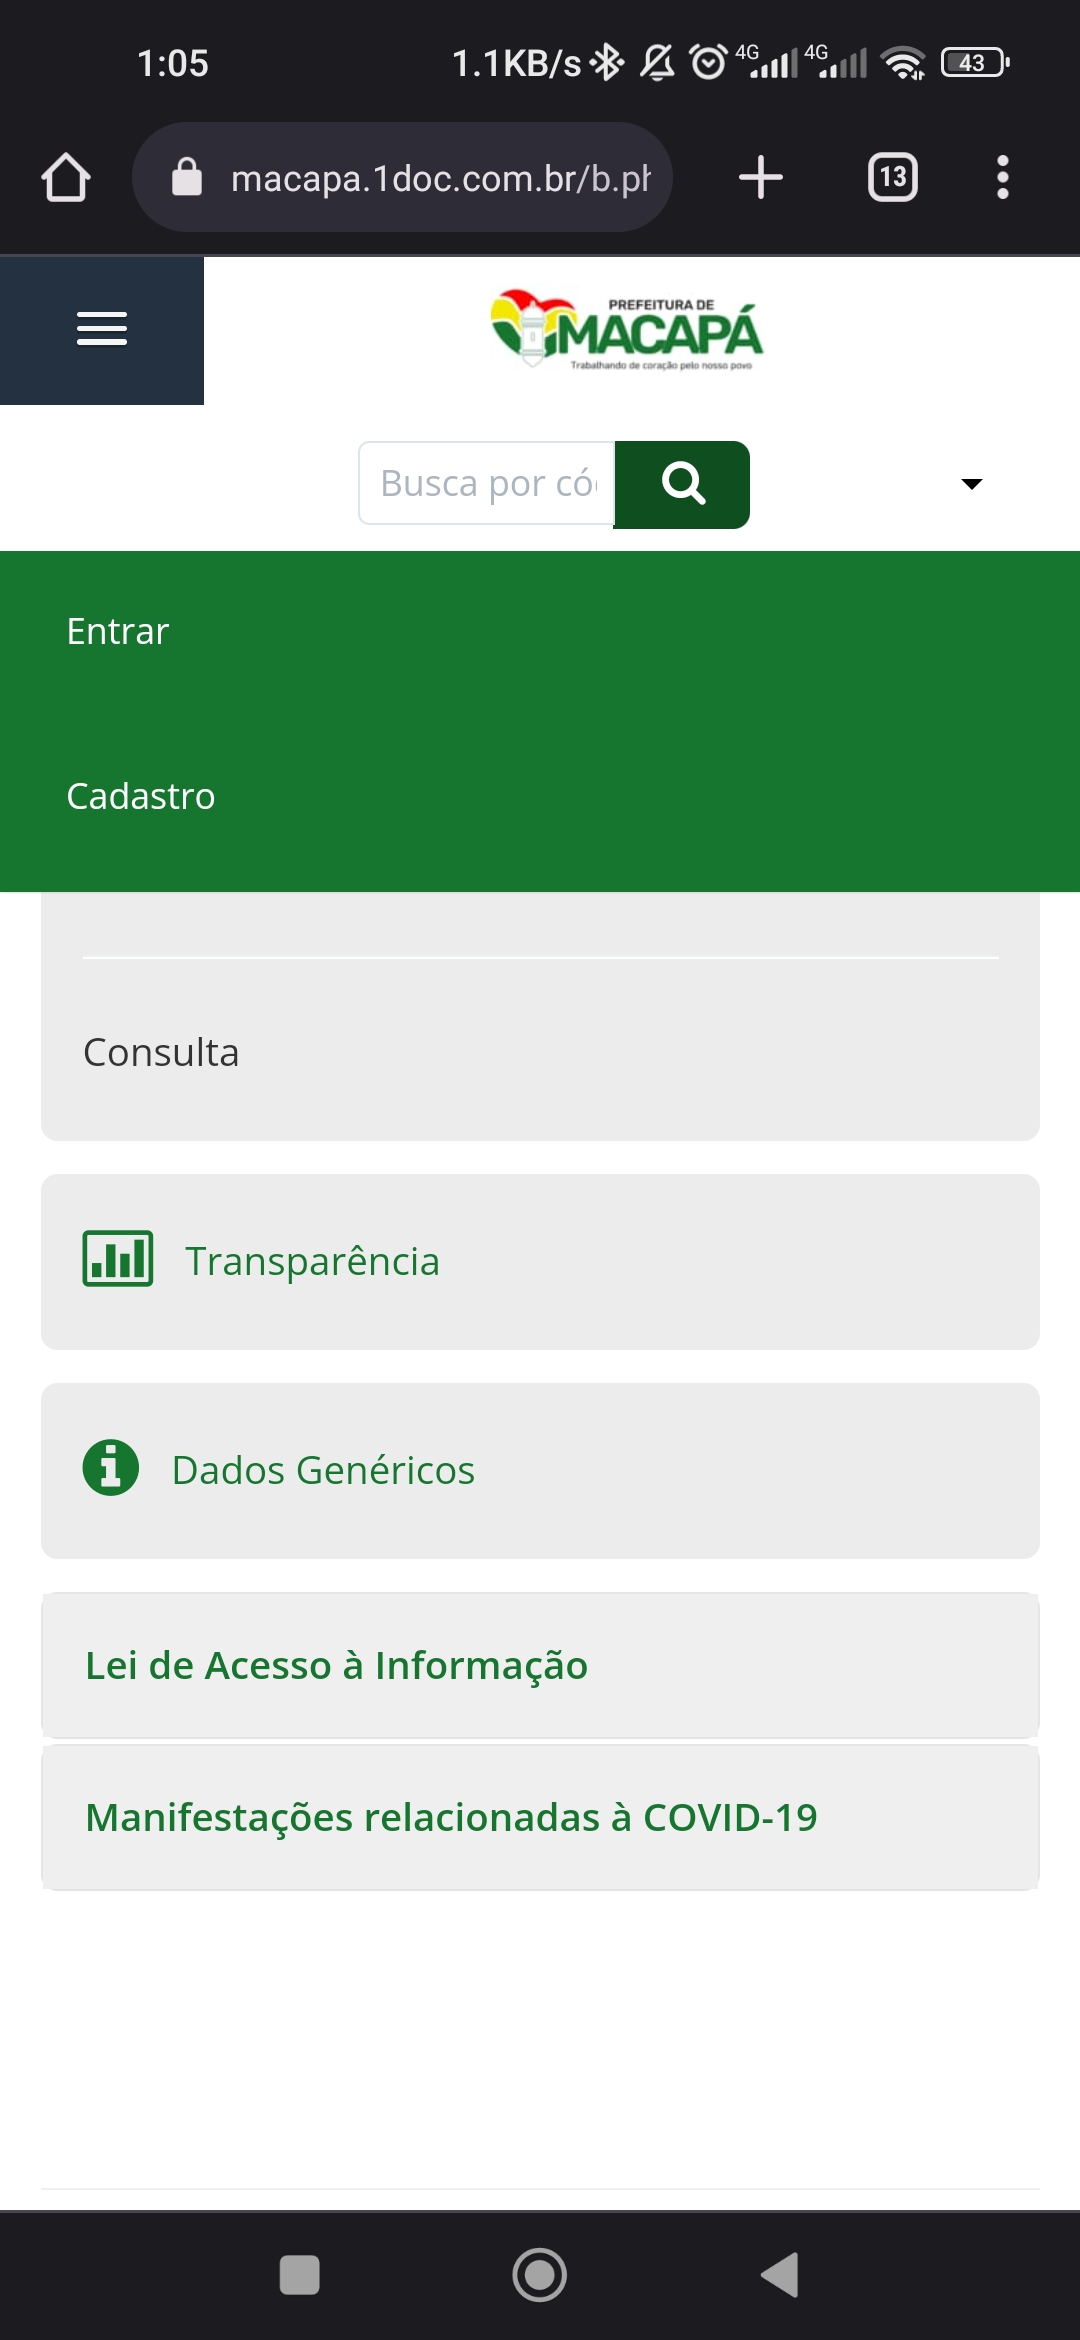 1:05
1.1KB/s
4G
4G
43
macapa.1doc.com.br/b.ph
13
PREFEITURA DE
MACAPÁ
Trabalhando de coração pelo nosso povo
Busca por có
Entrar
Cadastro
Consulta
Transparência
Dados Genéricos
Lei de Acesso à Informação
Manifestações relacionadas à COVID-19